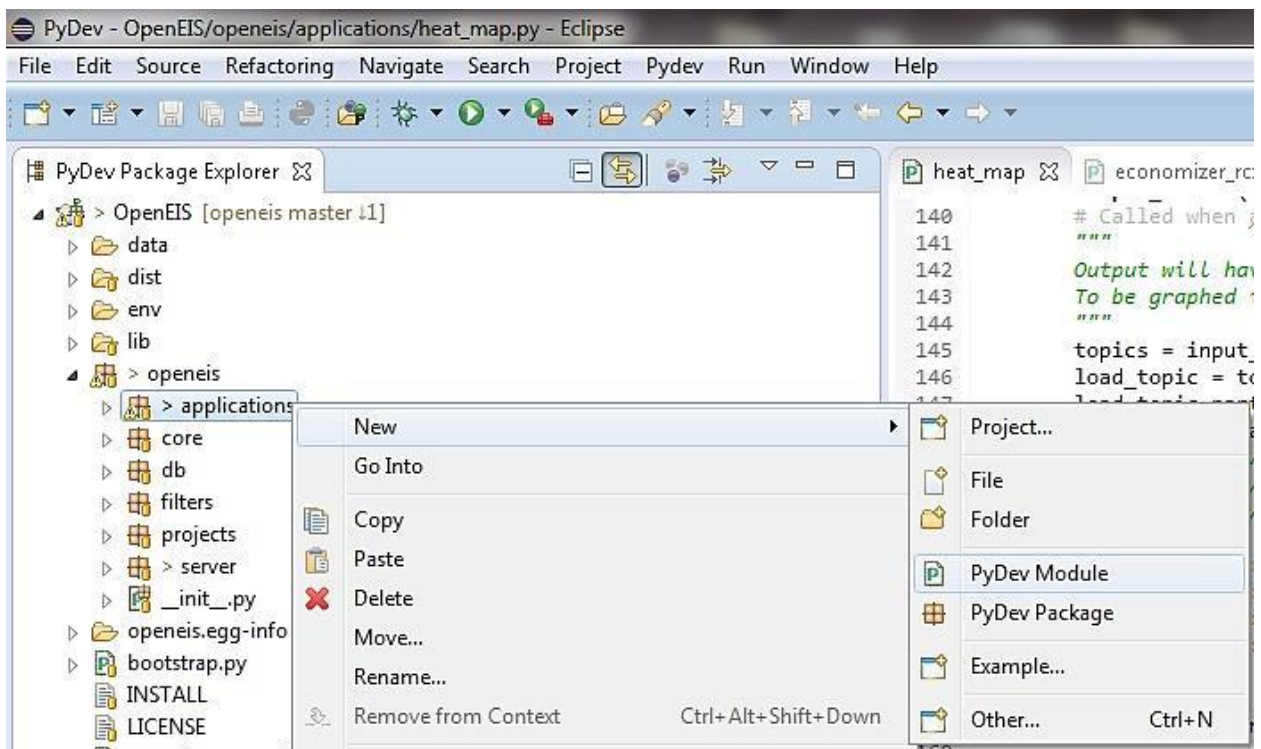 PyDev - OpenEIS/openeis/applications/heat_map.py - Eclipse
File Edit Source Refactoring Navigate Search Project Pydev Run Window Help
PyDev Package Explorer
heat_map
economizer_rc
> OpenEIS [openeis master ↓1]
data
dist
env
lib
> openeis
> applications
core
db
filters
projects
> server
__init__.py
openeis.egg-info
bootstrap.py
INSTALL
LICENSE
140 # Called when
141 """
142 Output will hav
143 To be graphed
144 """
145 topics = input_
146 load_topic = to
New
Go Into
Copy
Paste
Delete
Move...
Rename...
Remove from Context Ctrl+Alt+Shift+Down
Project...
File
Folder
PyDev Module
PyDev Package
Example...
Other... Ctrl+N